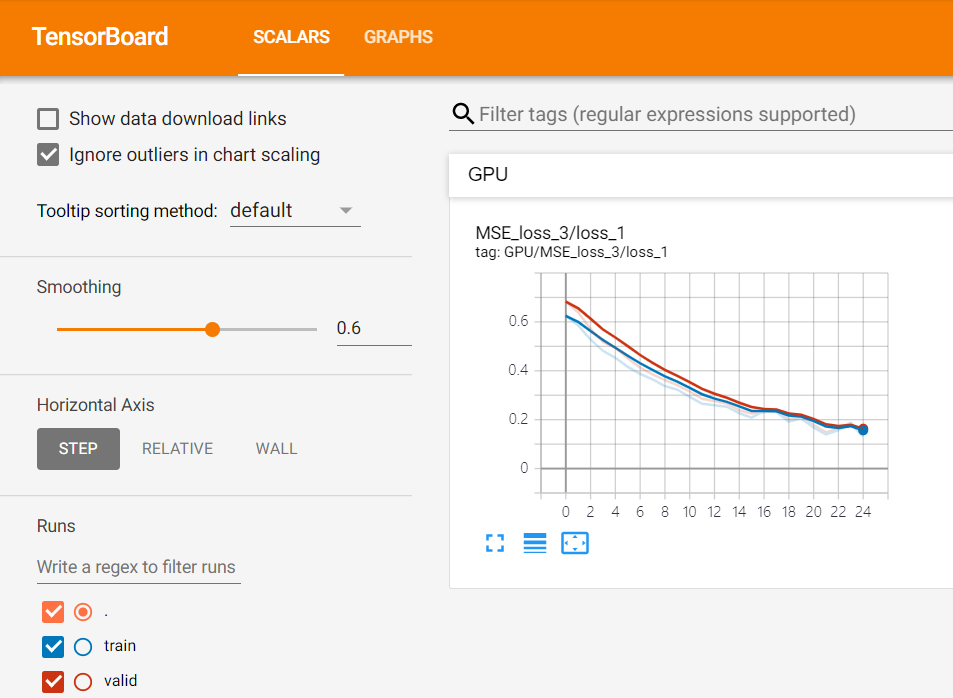 TensorBoard SCALARS GRAPHS
Show data download links
Ignore outliers in chart scaling
Tooltip sorting method: default
Smoothing
0.6
Horizontal Axis
STEP RELATIVE WALL
Runs
Write a regex to filter runs
.
train
valid
Filter tags (regular expressions supported)
GPU
MSE_loss_3/loss_1
tag: GPU/MSE_loss_3/loss_1
0.6
0.4
0.2
0
0 2 4 6 8 10 12 14 16 18 20 22 24